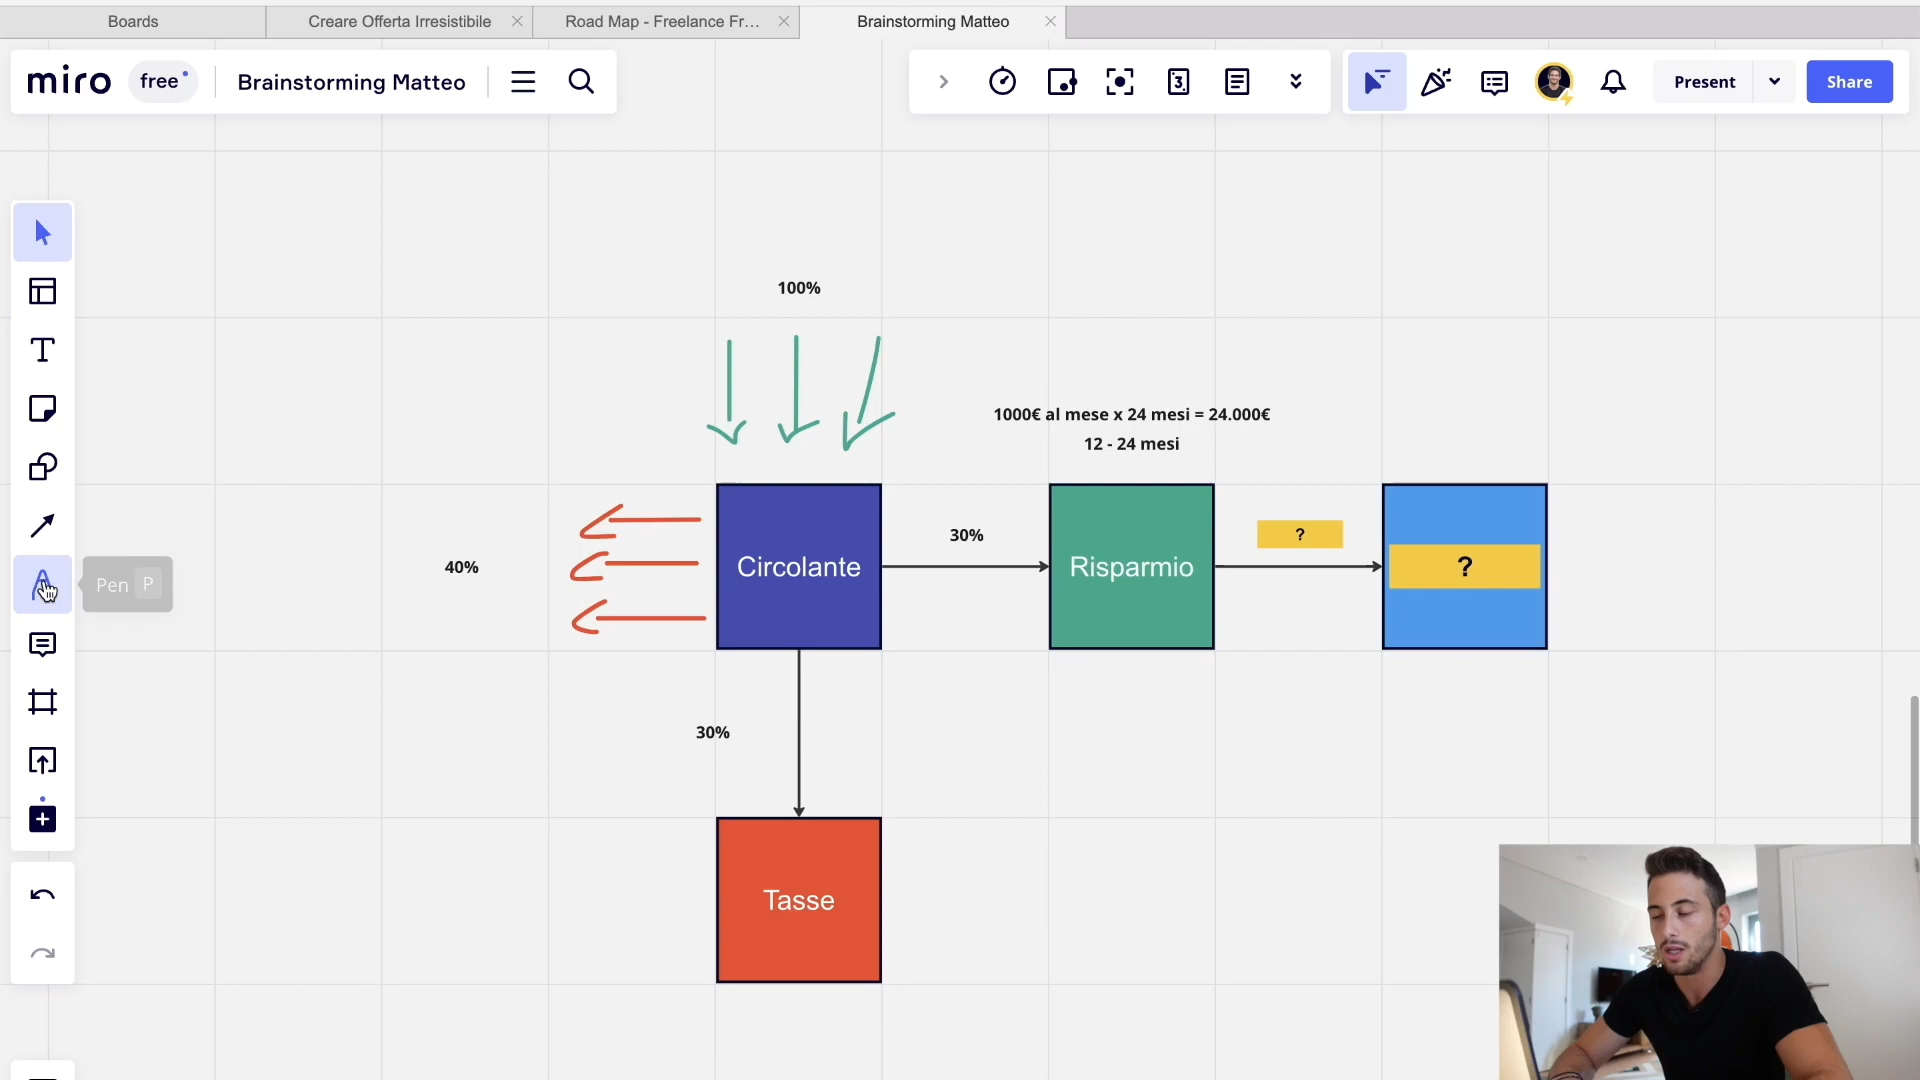 Boards
Creare Offerta Irresistibile
Road Map - Freelance Fr...
Brainstorming Matteo
miro
free
Brainstorming Matteo
3
Present
Share
100%
1000€ al mese x 24 mesi = 24.000€
12 - 24 mesi
40%
Circolante
30%
Risparmio
?
?
Pen P
30%
Tasse